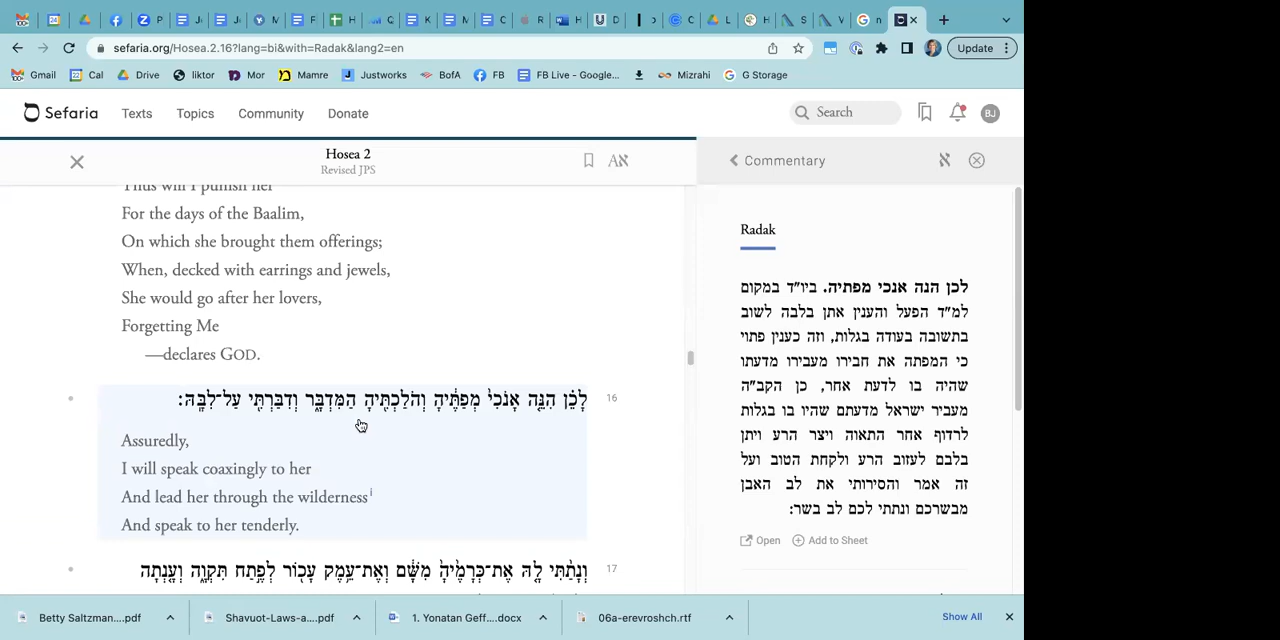 sefaria.org/Hosea.2.16?lang=bi&with=Radak&lang2=en
Update
Gmail Cal Drive liktor Mor Mamre Justworks BofA FB FB Live - Google... Mizrahi G Storage
Sefaria Texts Topics Community Donate Search BJ
Hosea 2
Revised JPS
Thus will I punish her
For the days of the Baalim,
On which she brought them offerings;
When, decked with earrings and jewels,
She would go after her lovers,
Forgetting Me
—declares GOD.
16
לָכֵ֗ן הִנֵּ֤ה אָֽנֹכִי֙ מְפַתֶּ֔יהָ וְהֹֽלַכְתִּ֖יהָ הַמִּדְבָּ֑ר וְדִבַּרְתִּ֖י עַל־לִבָּֽהּ׃
Assuredly,
I will speak coaxingly to her
And lead her through the wilderness i
And speak to her tenderly.
17
וְנָתַ֨תִּי לָ֤הּ אֶת־כְּרָמֶ֙יהָ֙ מִשָּׁ֔ם וְאֶת־עֵ֥מֶק עָכ֖וֹר לְפֶ֣תַח תִּקְוָ֑ה וְעָ֤נְתָה
Commentary
Radak
לכן הנה אנכי מפתיה. ביו"ד במקום
למ"ד הפעל והענין אתן בלבה לשוב
בתשובה בעודה בגלות, וזה כענין פתוי
כי המפתה את חבירו מעבירו מדעתו
שהיה בו לדעת אחר, כן הקב"ה
מעביר ישראל מדעתם שהיו בו בגלות
לרדוף אחר התאוה ויצר הרע ויתן
בלבם לעזוב הרע ולקחת הטוב ועל
זה אמר והסירותי את לב האבן
מבשרכם ונתתי לכם לב בשר:
Open Add to Sheet
Betty Saltzman....pdf Shavuot-Laws-a....pdf 1. Yonatan Geff....docx 06a-erevroshch.rtf Show All